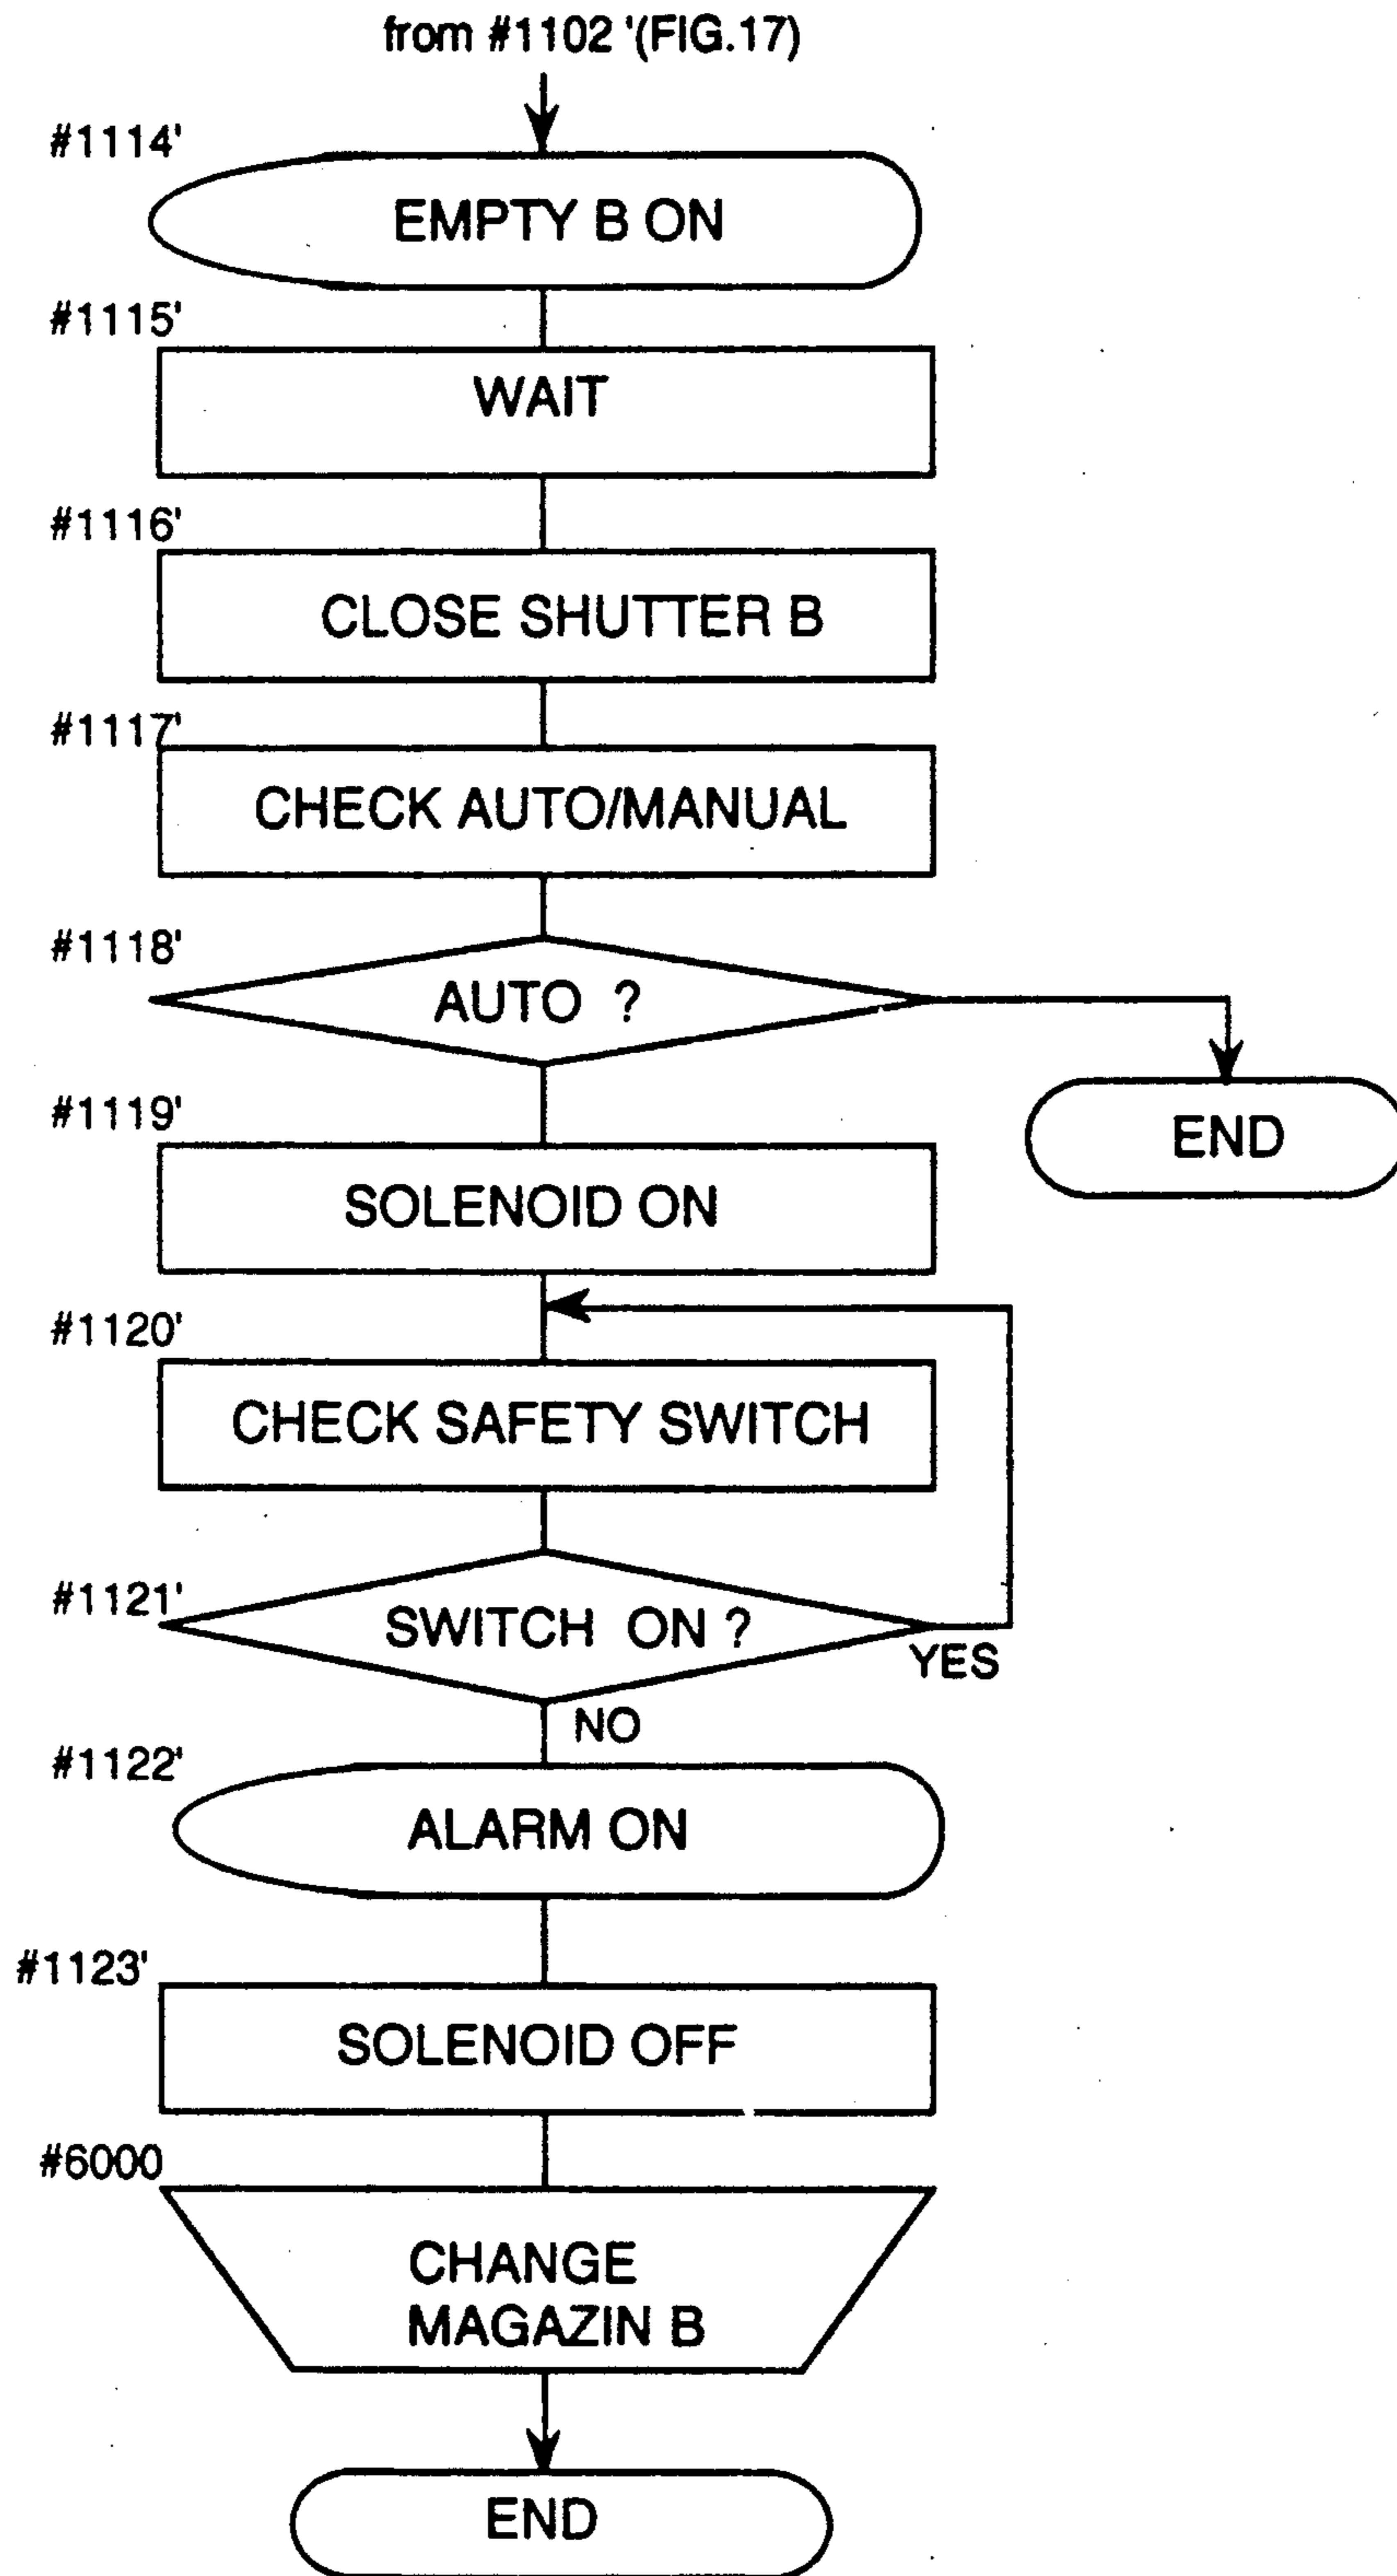 from #1102 '(FIG.17)
#1114'
EMPTY B ON
#1115'
WAIT
#1116'
CLOSE SHUTTER B
#1117'
CHECK AUTO/MANUAL
#1118'
AUTO ?
END
#1119'
SOLENOID ON
#1120'
CHECK SAFETY SWITCH
#1121'
SWITCH ON ?
YES
NO
#1122'
ALARM ON
#1123'
SOLENOID OFF
#6000
CHANGE
MAGAZIN B
END